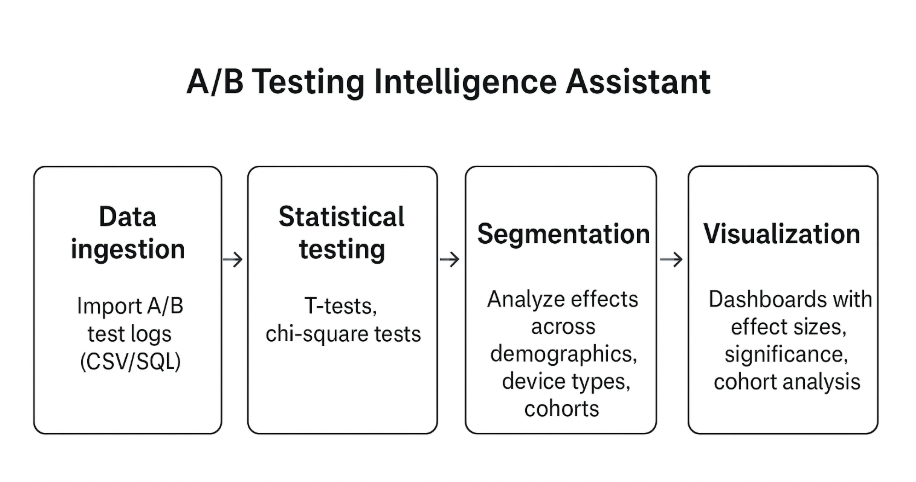 A/B Testing Intelligence Assistant
Data
ingestion
Import A/B
test logs
(CSV/SQL)
Statistical
testing
T-tests,
chi-square tests
Segmentation
Analyze effects
across
demographics,
device types,
cohorts
Visualization
Dashboards with
effect sizes,
significance,
cohort analysis